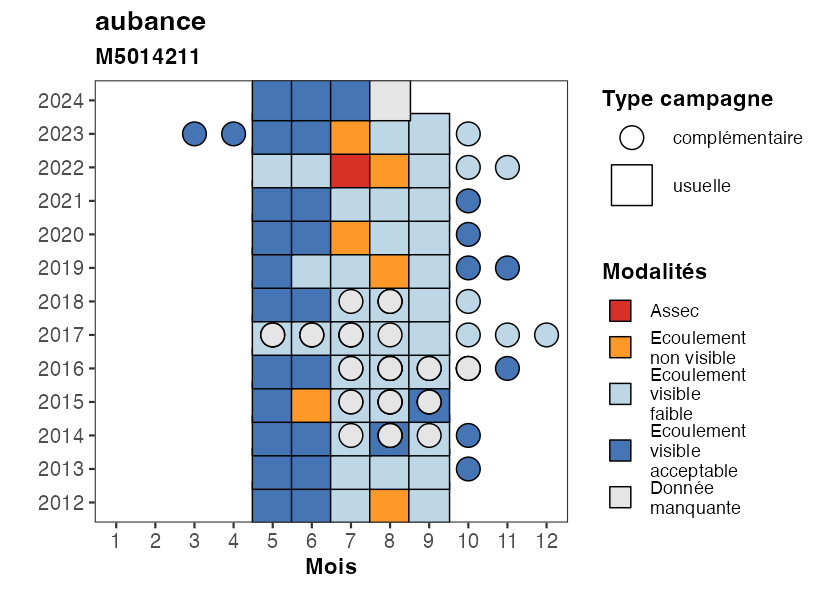 aubance
M5014211
2024
2023
2022
2021
2020
2019
2018
2017
2016
2015
2014
2013
2012
1 2 3 4 5 6 7 8 9 10 11 12
Mois
Type campagne
complémentaire
usuelle
Modalités
Assec
Ecoulement
non visible
Ecoulement
visible
faible
Ecoulement
visible
acceptable
Donnée
manquante